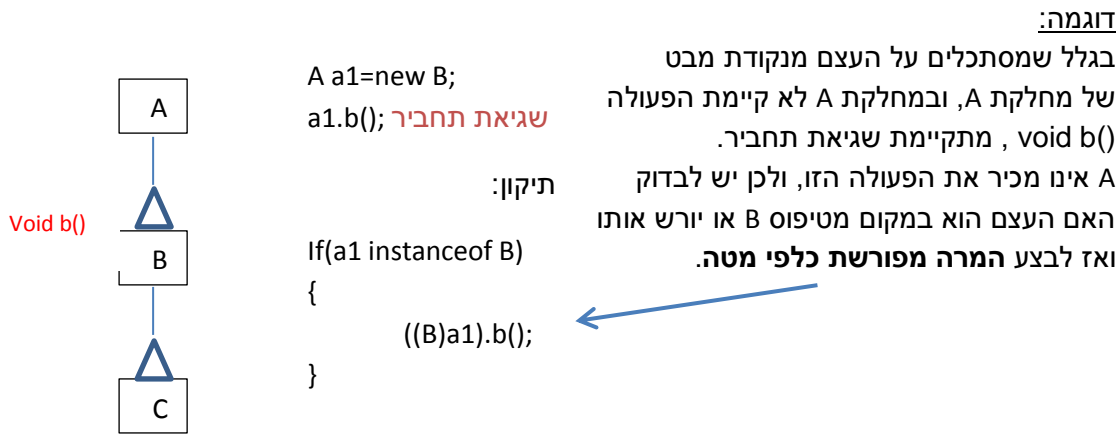 דוגמה:
בגלל שמסתכלים על העצם מנקודת מבט
של מחלקת A, ובמחלקת A לא קיימת הפעולה
void b() , מתקיימת שגיאת תחביר.
A אינו מכיר את הפעולה הזו, ולכן יש לבדוק
האם העצם הוא במקום מטיפוס B או יורש אותו
ואז לבצע המרה מפורשת כלפי מטה.
A a1=new B;
a1.b(); שגיאת תחביר
תיקון:
If(a1 instanceof B)
{
((B)a1).b();
}
A
Void b()
B
C